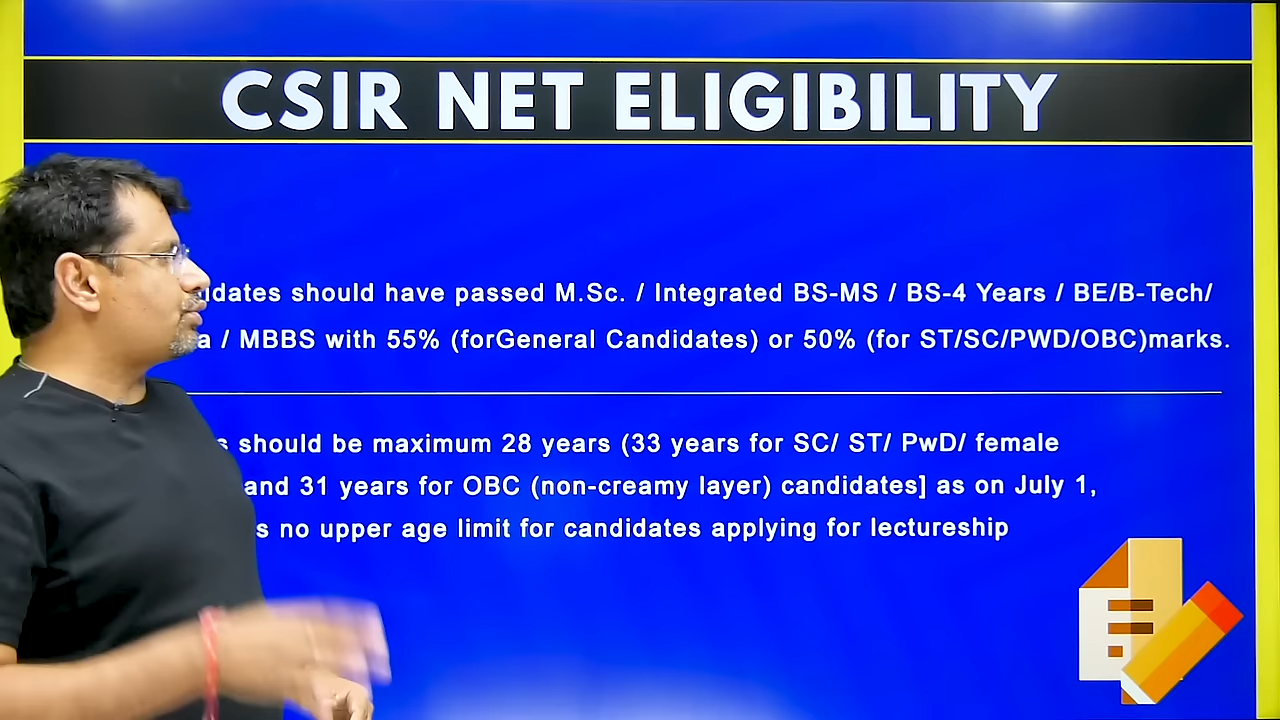 CSIR NET ELIGIBILITY
should have passed M.Sc. / Integrated BS-MS / BS-4 Years / BE/B-Tech/
/ MBBS with 55% (forGeneral Candidates) or 50% (for ST/SC/PWD/OBC)marks.
should be maximum 28 years (33 years for SC/ ST/ PwD/ female
and 31 years for OBC (non-creamy layer) candidates] as on July 1,
no upper age limit for candidates applying for lectureship